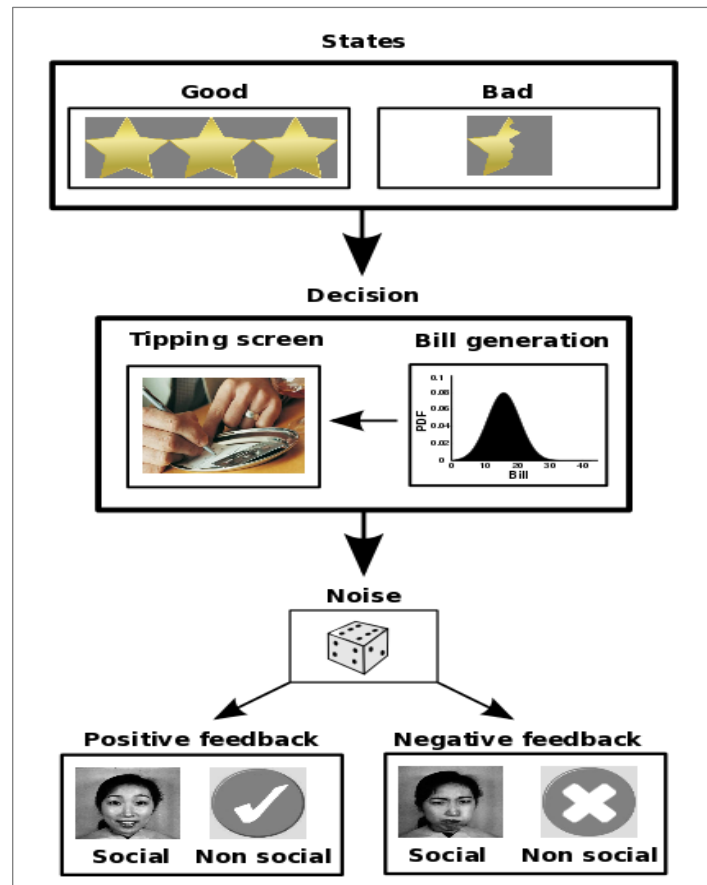 States
Good
Bad
Decision
Tipping screen
Bill generation
0.1
0.08
0.06
0.04
0.02
0
PDF
0 10 20 30 40
Bill
Noise
Positive feedback
Negative feedback
Social Non social
Social Non social